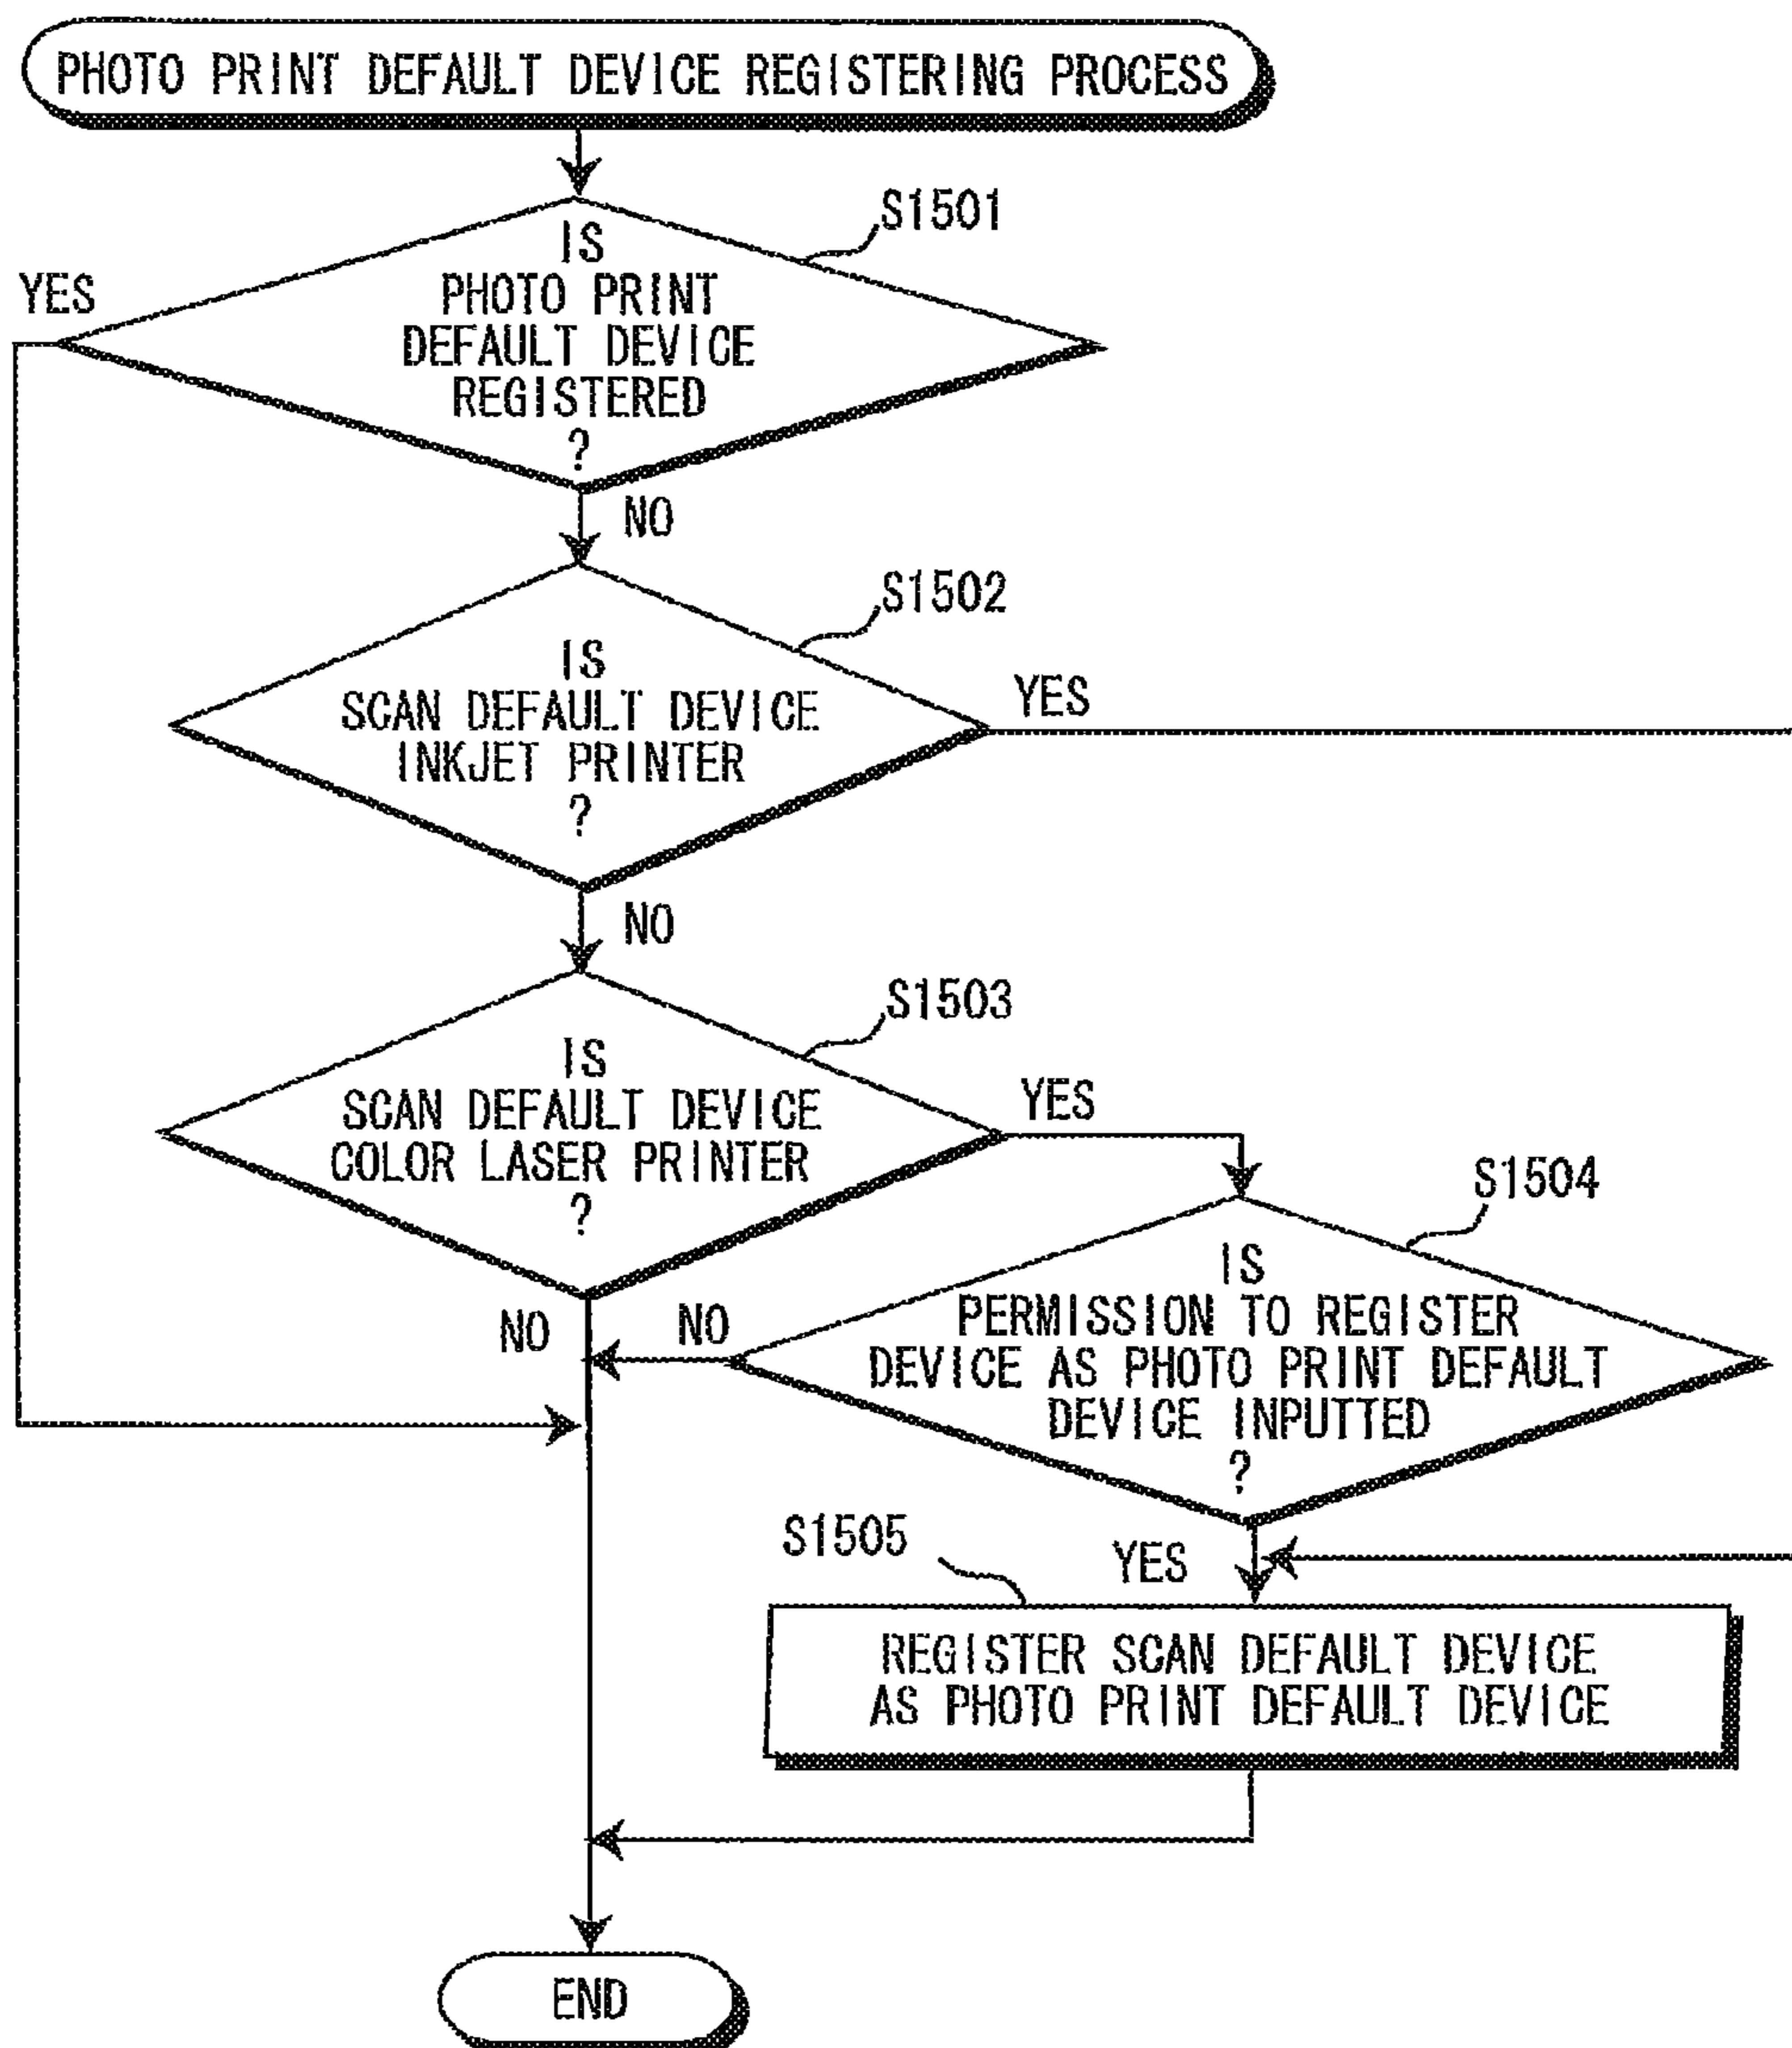 PHOTO PRINT DEFAULT DEVICE REGISTERING PROCESS
S1501
IS
PHOTO PRINT
DEFAULT DEVICE
REGISTERED
?
YES
NO
S1502
IS
SCAN DEFAULT DEVICE
INKJET PRINTER
?
YES
NO
S1503
IS
SCAN DEFAULT DEVICE
COLOR LASER PRINTER
?
YES
NO
S1504
IS
PERMISSION TO REGISTER
DEVICE AS PHOTO PRINT DEFAULT
DEVICE INPUTTED
?
NO
YES
S1505
REGISTER SCAN DEFAULT DEVICE
AS PHOTO PRINT DEFAULT DEVICE
END